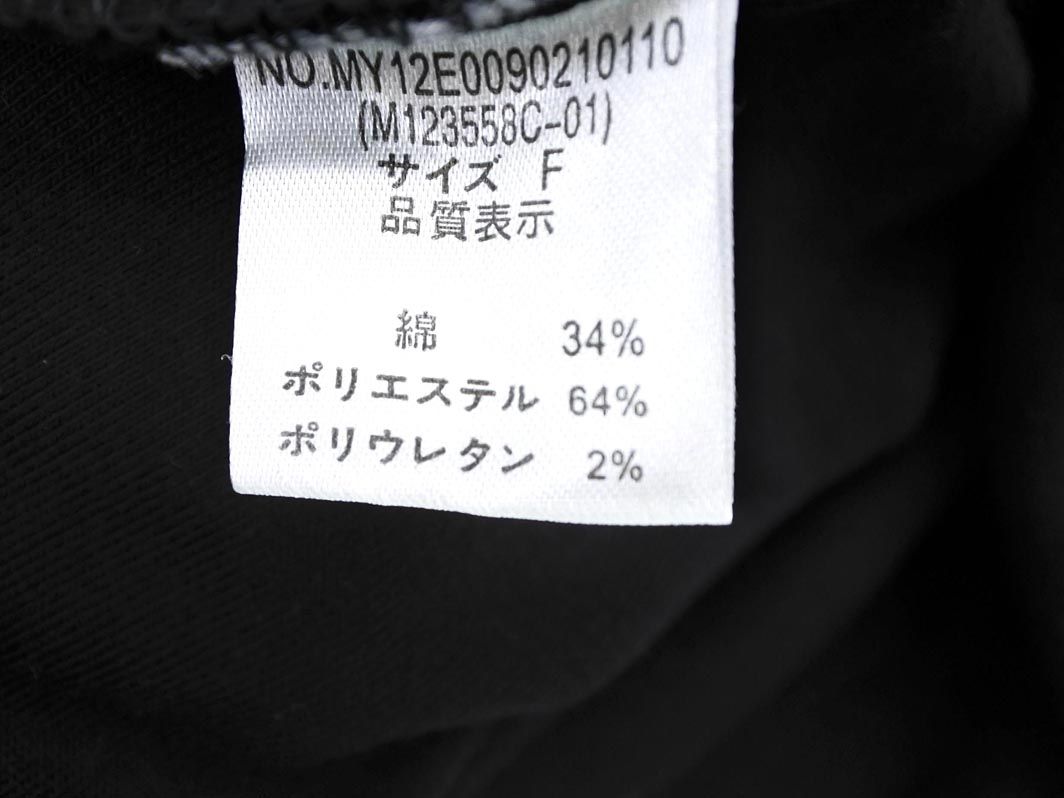 NO.MY12E0090210110
(M123558C-01)
サイズ F
品質表示
綿 34%
ポリエステル 64%
ポリウレタン 2%